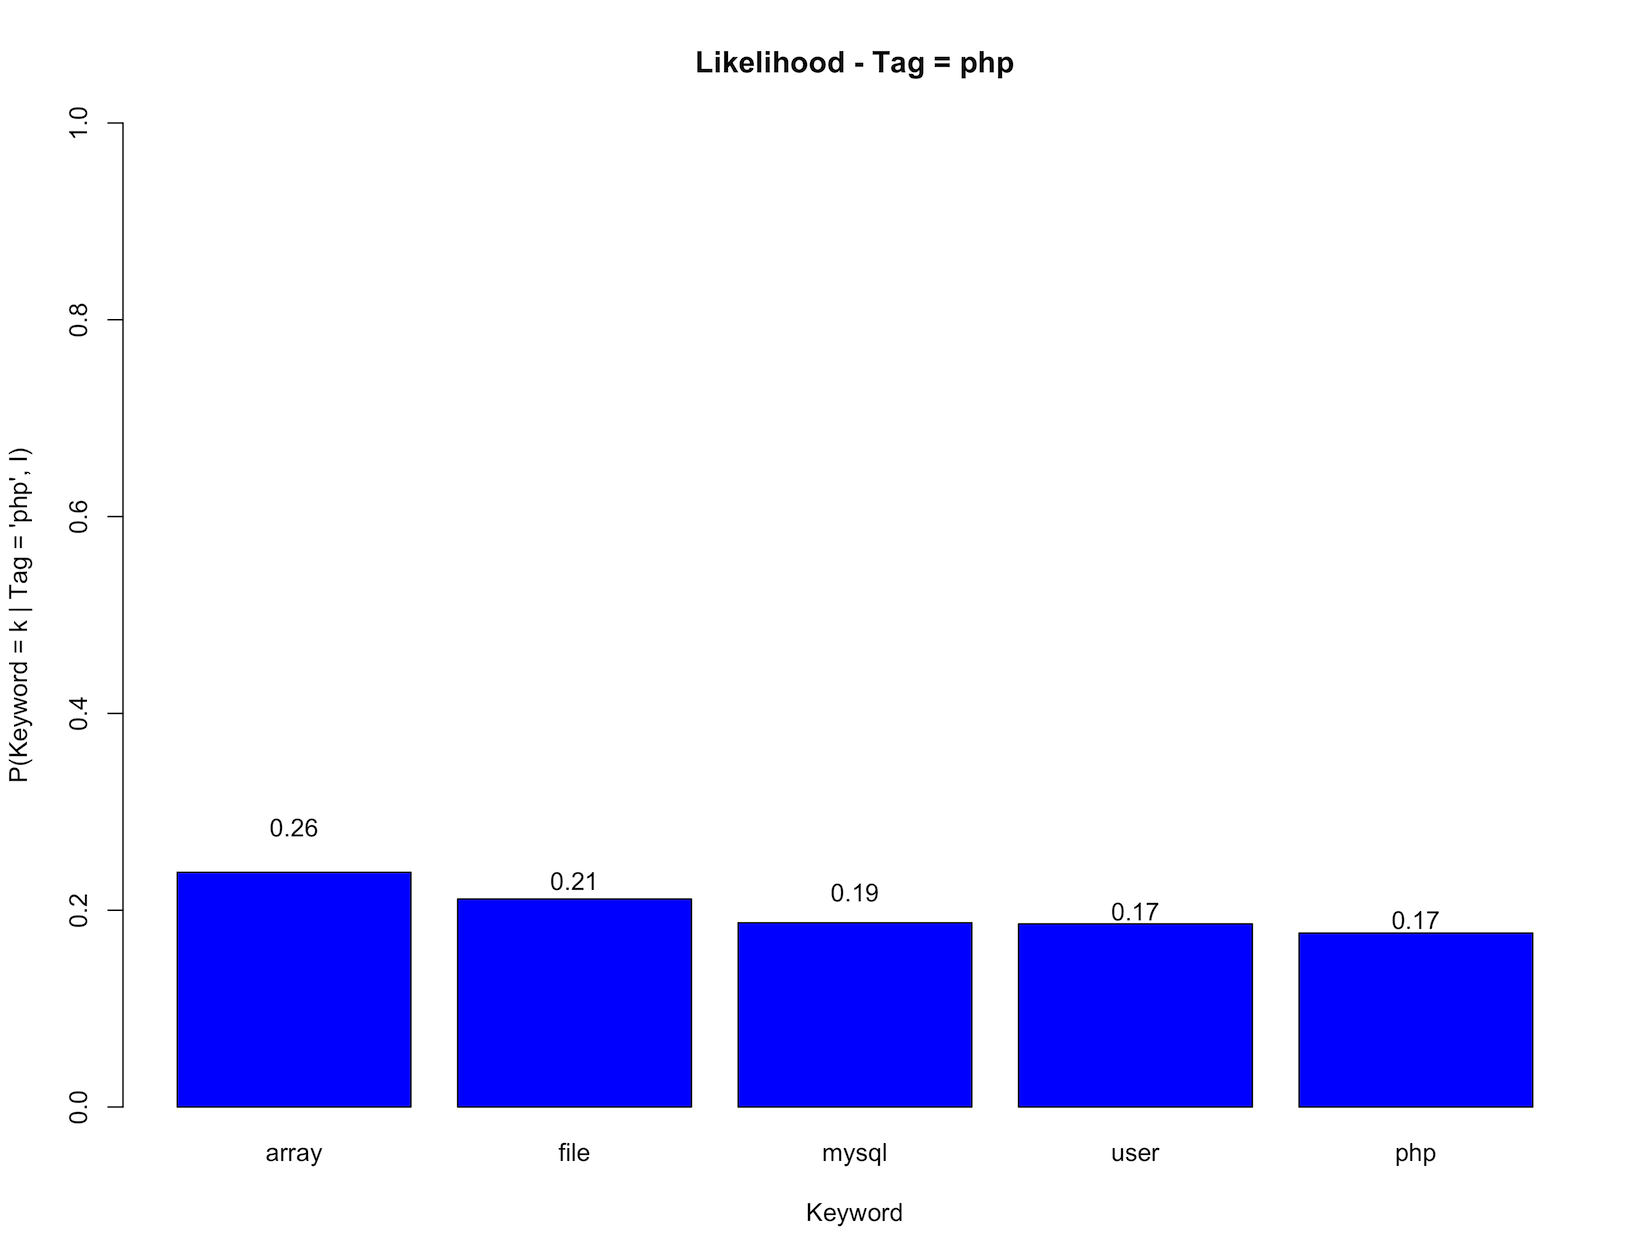 Likelihood - Tag = php
P(Keyword = k | Tag = 'php', I)
1.0
0.8
0.6
0.4
0.2
0.0
0.26
0.21
0.19
0.17
0.17
array
file
mysql
user
php
Keyword